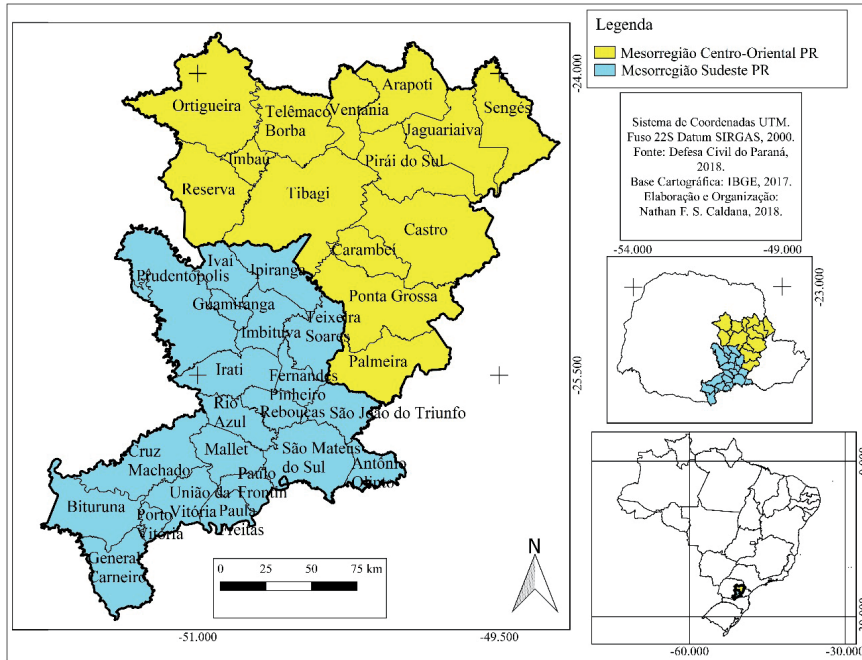 Legenda
Mesorregião Centro-Oriental PR
Mesorregião Sudeste PR
Sistema de Coordenadas UTM.
Fuso 22S Datum SIRGAS, 2000.
Fonte: Defesa Civil do Paraná,
2018.
Base Cartográfica: IBGE, 2017.
Elaboração e Organização:
Nathan F. S. Caldana, 2018.
-24.000
-25.500
-51.000
-49.500
Ortigueira
Telêmaco
Borba
Ventania
Arapoti
Sengés
Jaguariaiva
Imbaú
Pirái do Sul
Reserva
Tibagi
Castro
Carambeí
Ponta Grossa
Palmeira
Ivaí
Ipiranga
Prudentópolis
Guamiranga
Teixeira
Soares
Imbituva
Irati
Fernandes
Pinheiro
Rio
Azul
Rebouças
São João do Triunfo
Cruz
Machado
Mallet
São Mateus
do Sul
Antônio
Olinto
Paulo
Frontin
Bituruna
União da
Vitória
Paula
Freitas
Porto
Vitória
General
Carneiro
0 25 50 75 km
N
-54.000
-49.000
-23.000
0.000
-60.000
-30.000